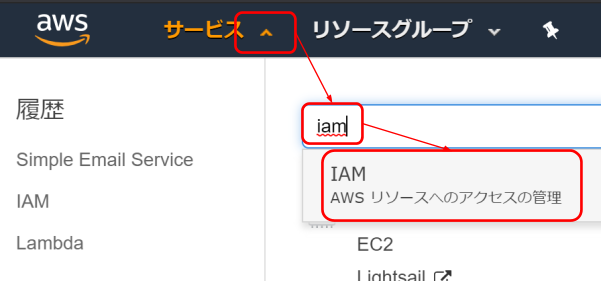 aws
サービス
リソースグループ
履歴
Simple Email Service
IAM
Lambda
iam
IAM
AWS リソースへのアクセスの管理
EC2
Lightsail